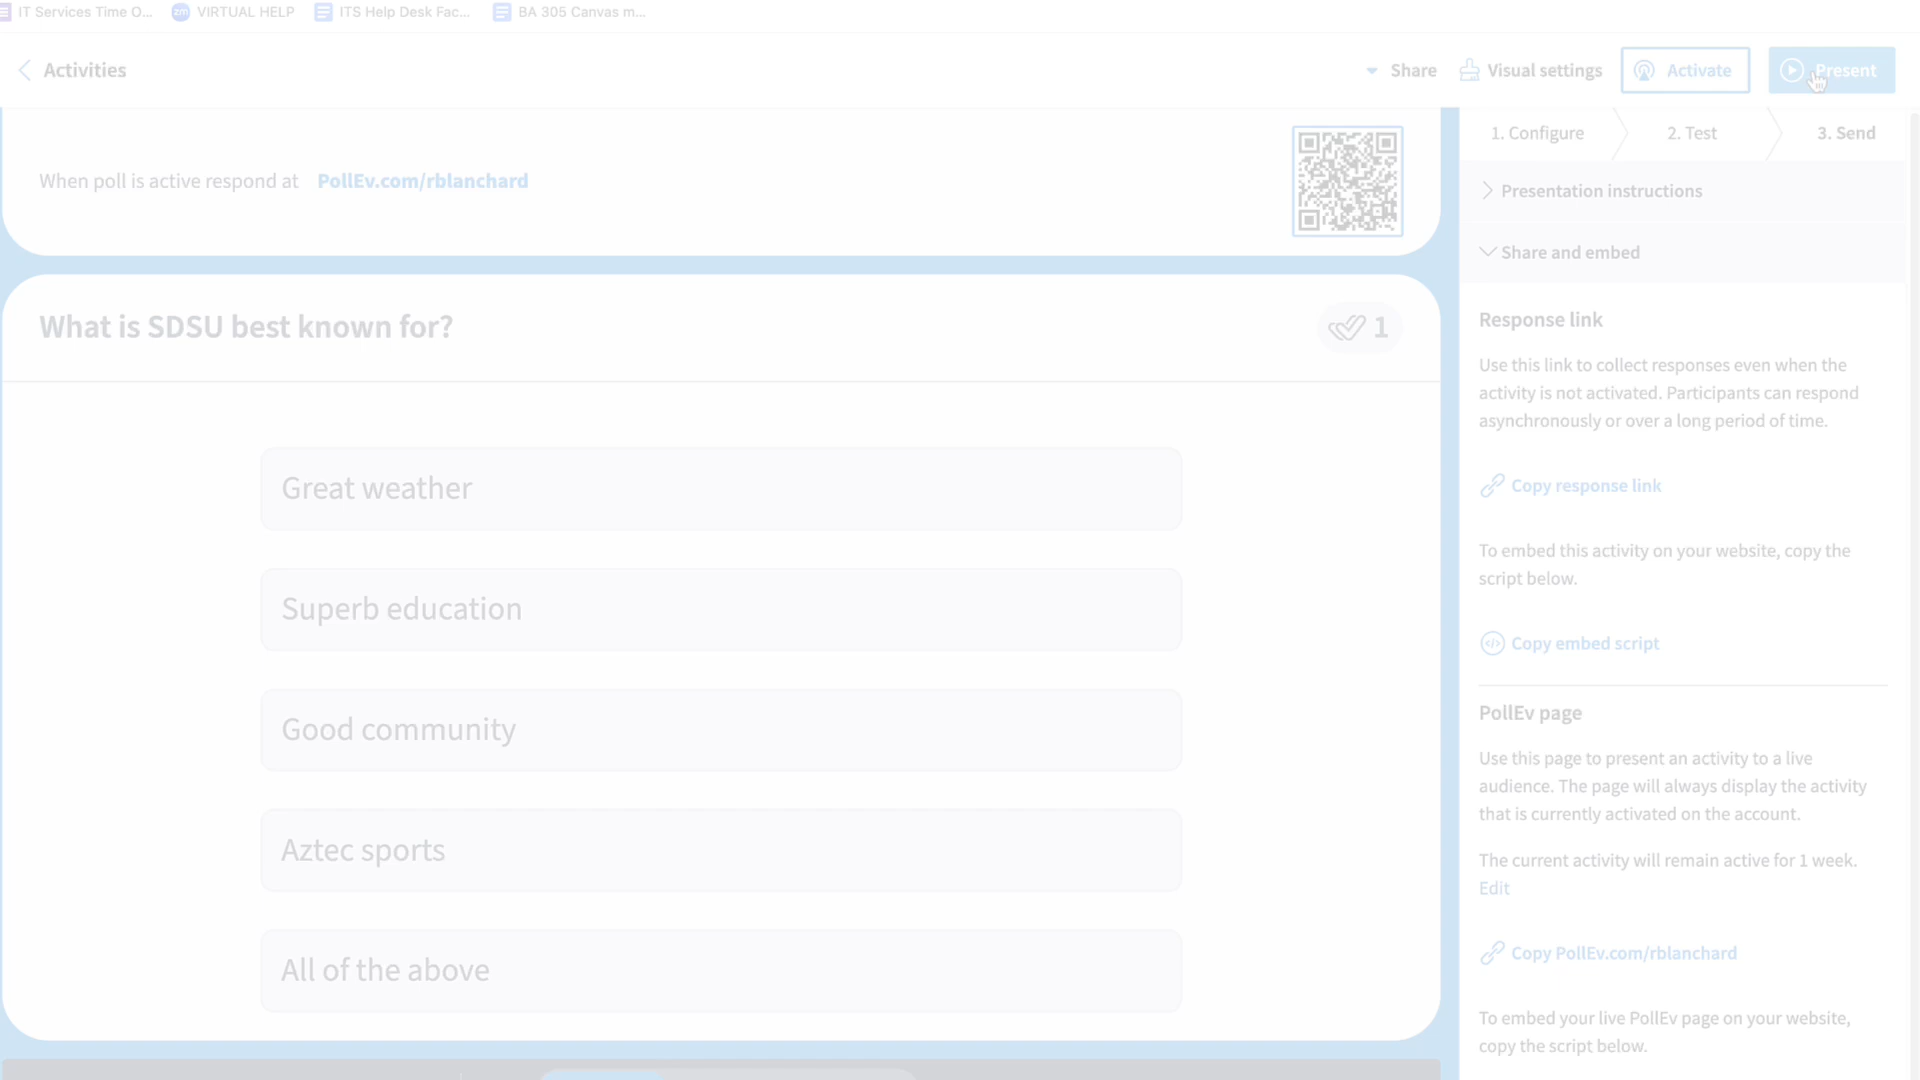 IT Services Time O...
VIRTUAL HELP
ITS Help Desk Fac...
BA 305 Canvas m...
Activities
Share
Visual settings
Activate
Present
When poll is active respond at PollEv.com/rblanchard
What is SDSU best known for?
1
Great weather
Superb education
Good community
Aztec sports
All of the above
1. Configure
2. Test
3. Send
Presentation instructions
Share and embed
Response link
Use this link to collect responses even when the
activity is not activated. Participants can respond
asynchronously or over a long period of time.
Copy response link
To embed this activity on your website, copy the
script below.
Copy embed script
PollEv page
Use this page to present an activity to a live
audience. The page will always display the activity
that is currently activated on the account.
The current activity will remain active for 1 week.
Edit
Copy PollEv.com/rblanchard
To embed your live PollEv page on your website,
copy the script below.